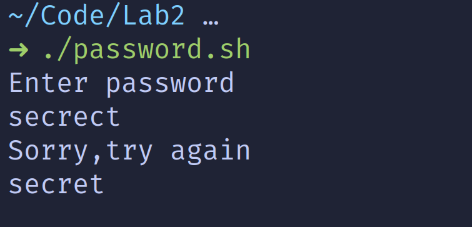 ~/Code/Lab2 …
➜ ./password.sh
Enter password
secrect
Sorry,try again
secret